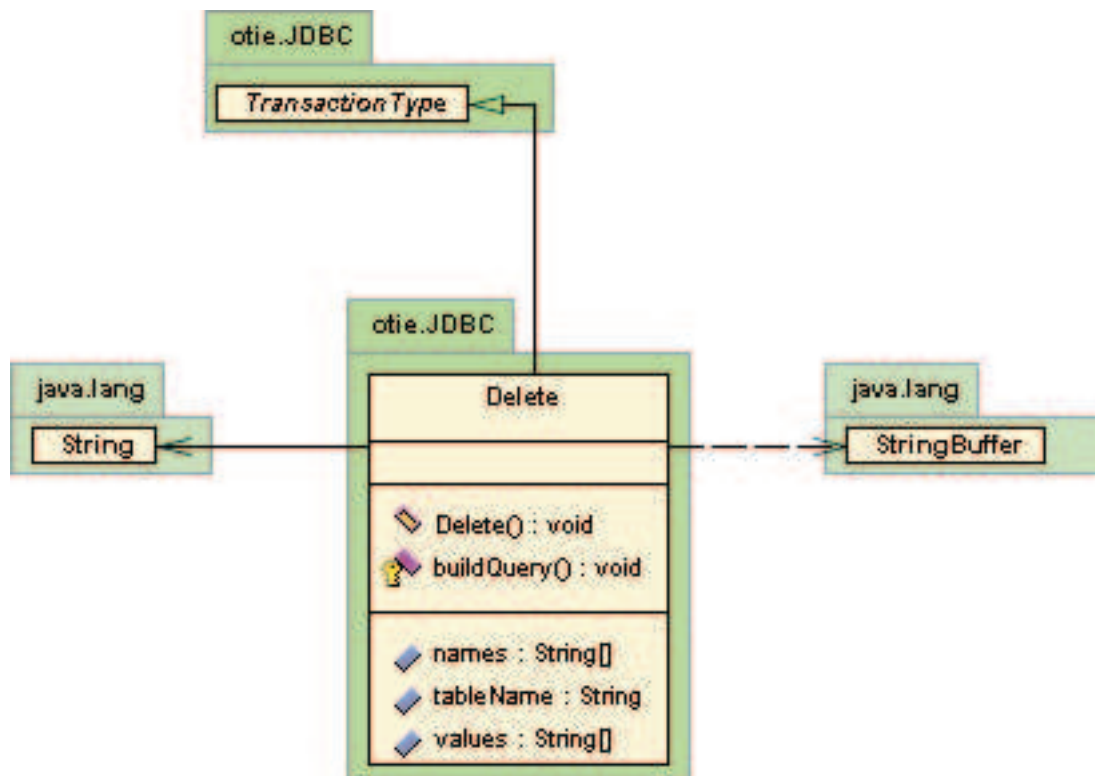 otie.JDBC
TransactionType
otie.JDBC
java.lang
String
Delete
java.lang
StringBuffer
Delete() : void
buildQuery() : void
names : String[]
tableName : String
values : String[]